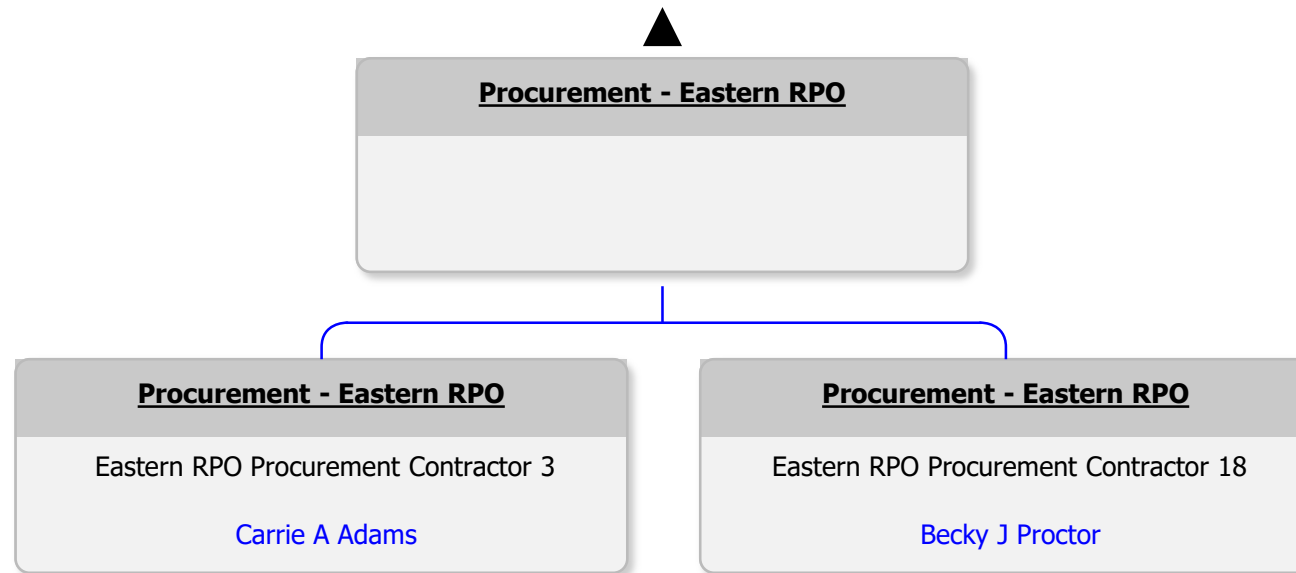 Procurement - Eastern RPO
Procurement - Eastern RPO
Eastern RPO Procurement Contractor 3
Carrie A Adams
Procurement - Eastern RPO
Eastern RPO Procurement Contractor 18
Becky J Proctor